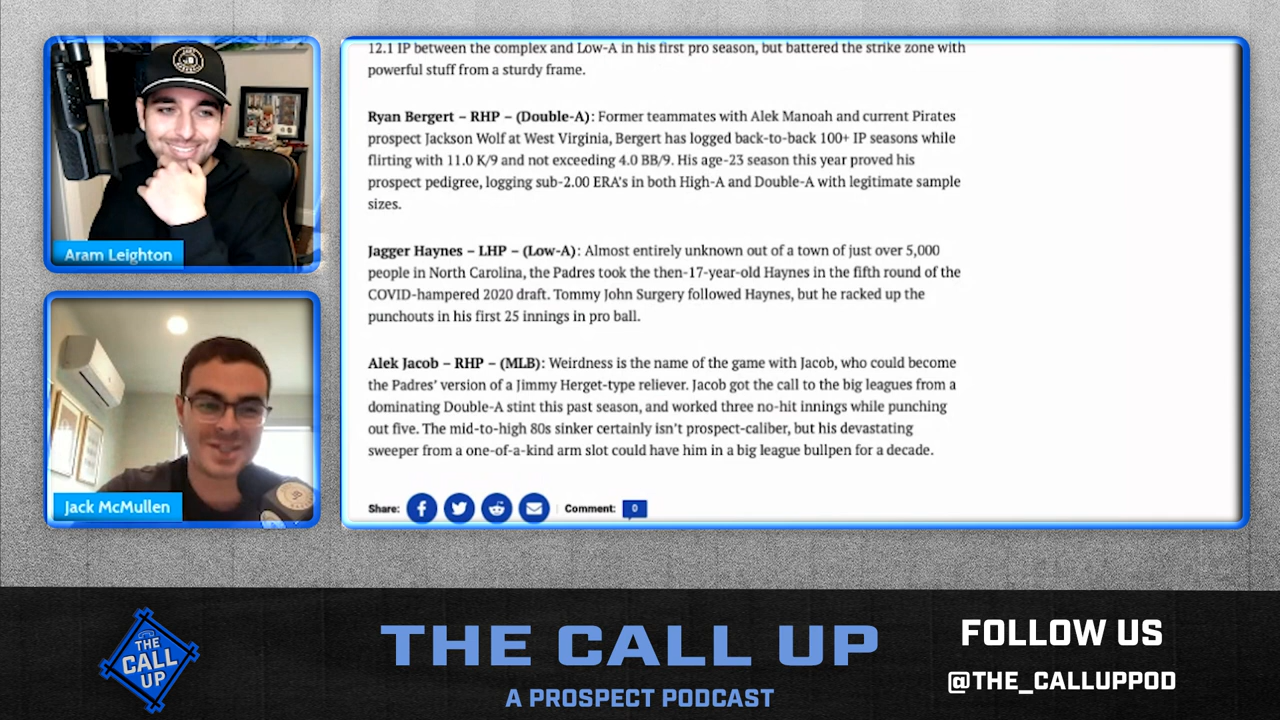 12.1 IP between the complex and Low-A in his first pro season, but battered the strike zone with
powerful stuff from a sturdy frame.
Ryan Bergert – RHP – (Double-A): Former teammates with Alek Manoah and current Pirates
prospect Jackson Wolf at West Virginia, Bergert has logged back-to-back 100+ IP seasons while
flirting with 11.0 K/9 and not exceeding 4.0 BB/9. His age-23 season this year proved his
prospect pedigree, logging sub-2.00 ERA's in both High-A and Double-A with legitimate sample
sizes.
Jagger Haynes – LHP – (Low-A): Almost entirely unknown out of a town of just over 5,000
people in North Carolina, the Padres took the then-17-year-old Haynes in the fifth round of the
COVID-hampered 2020 draft. Tommy John Surgery followed Haynes, but he racked up the
punchouts in his first 25 innings in pro ball.
Alek Jacob – RHP – (MLB): Weirdness is the name of the game with Jacob, who could become
the Padres' version of a Jimmy Herget-type reliever. Jacob got the call to the big leagues from a
dominating Double-A stint this past season, and worked three no-hit innings while punching
out five. The mid-to-high 80s sinker certainly isn't prospect-caliber, but his devastating
sweeper from a one-of-a-kind arm slot could have him in a big league bullpen for a decade.
Share:
Comment: 0
Aram Leighton
Jack McMullen
THE
CALL
UP
THE CALL UP
A PROSPECT PODCAST
FOLLOW US
@THE_CALLUPPOD